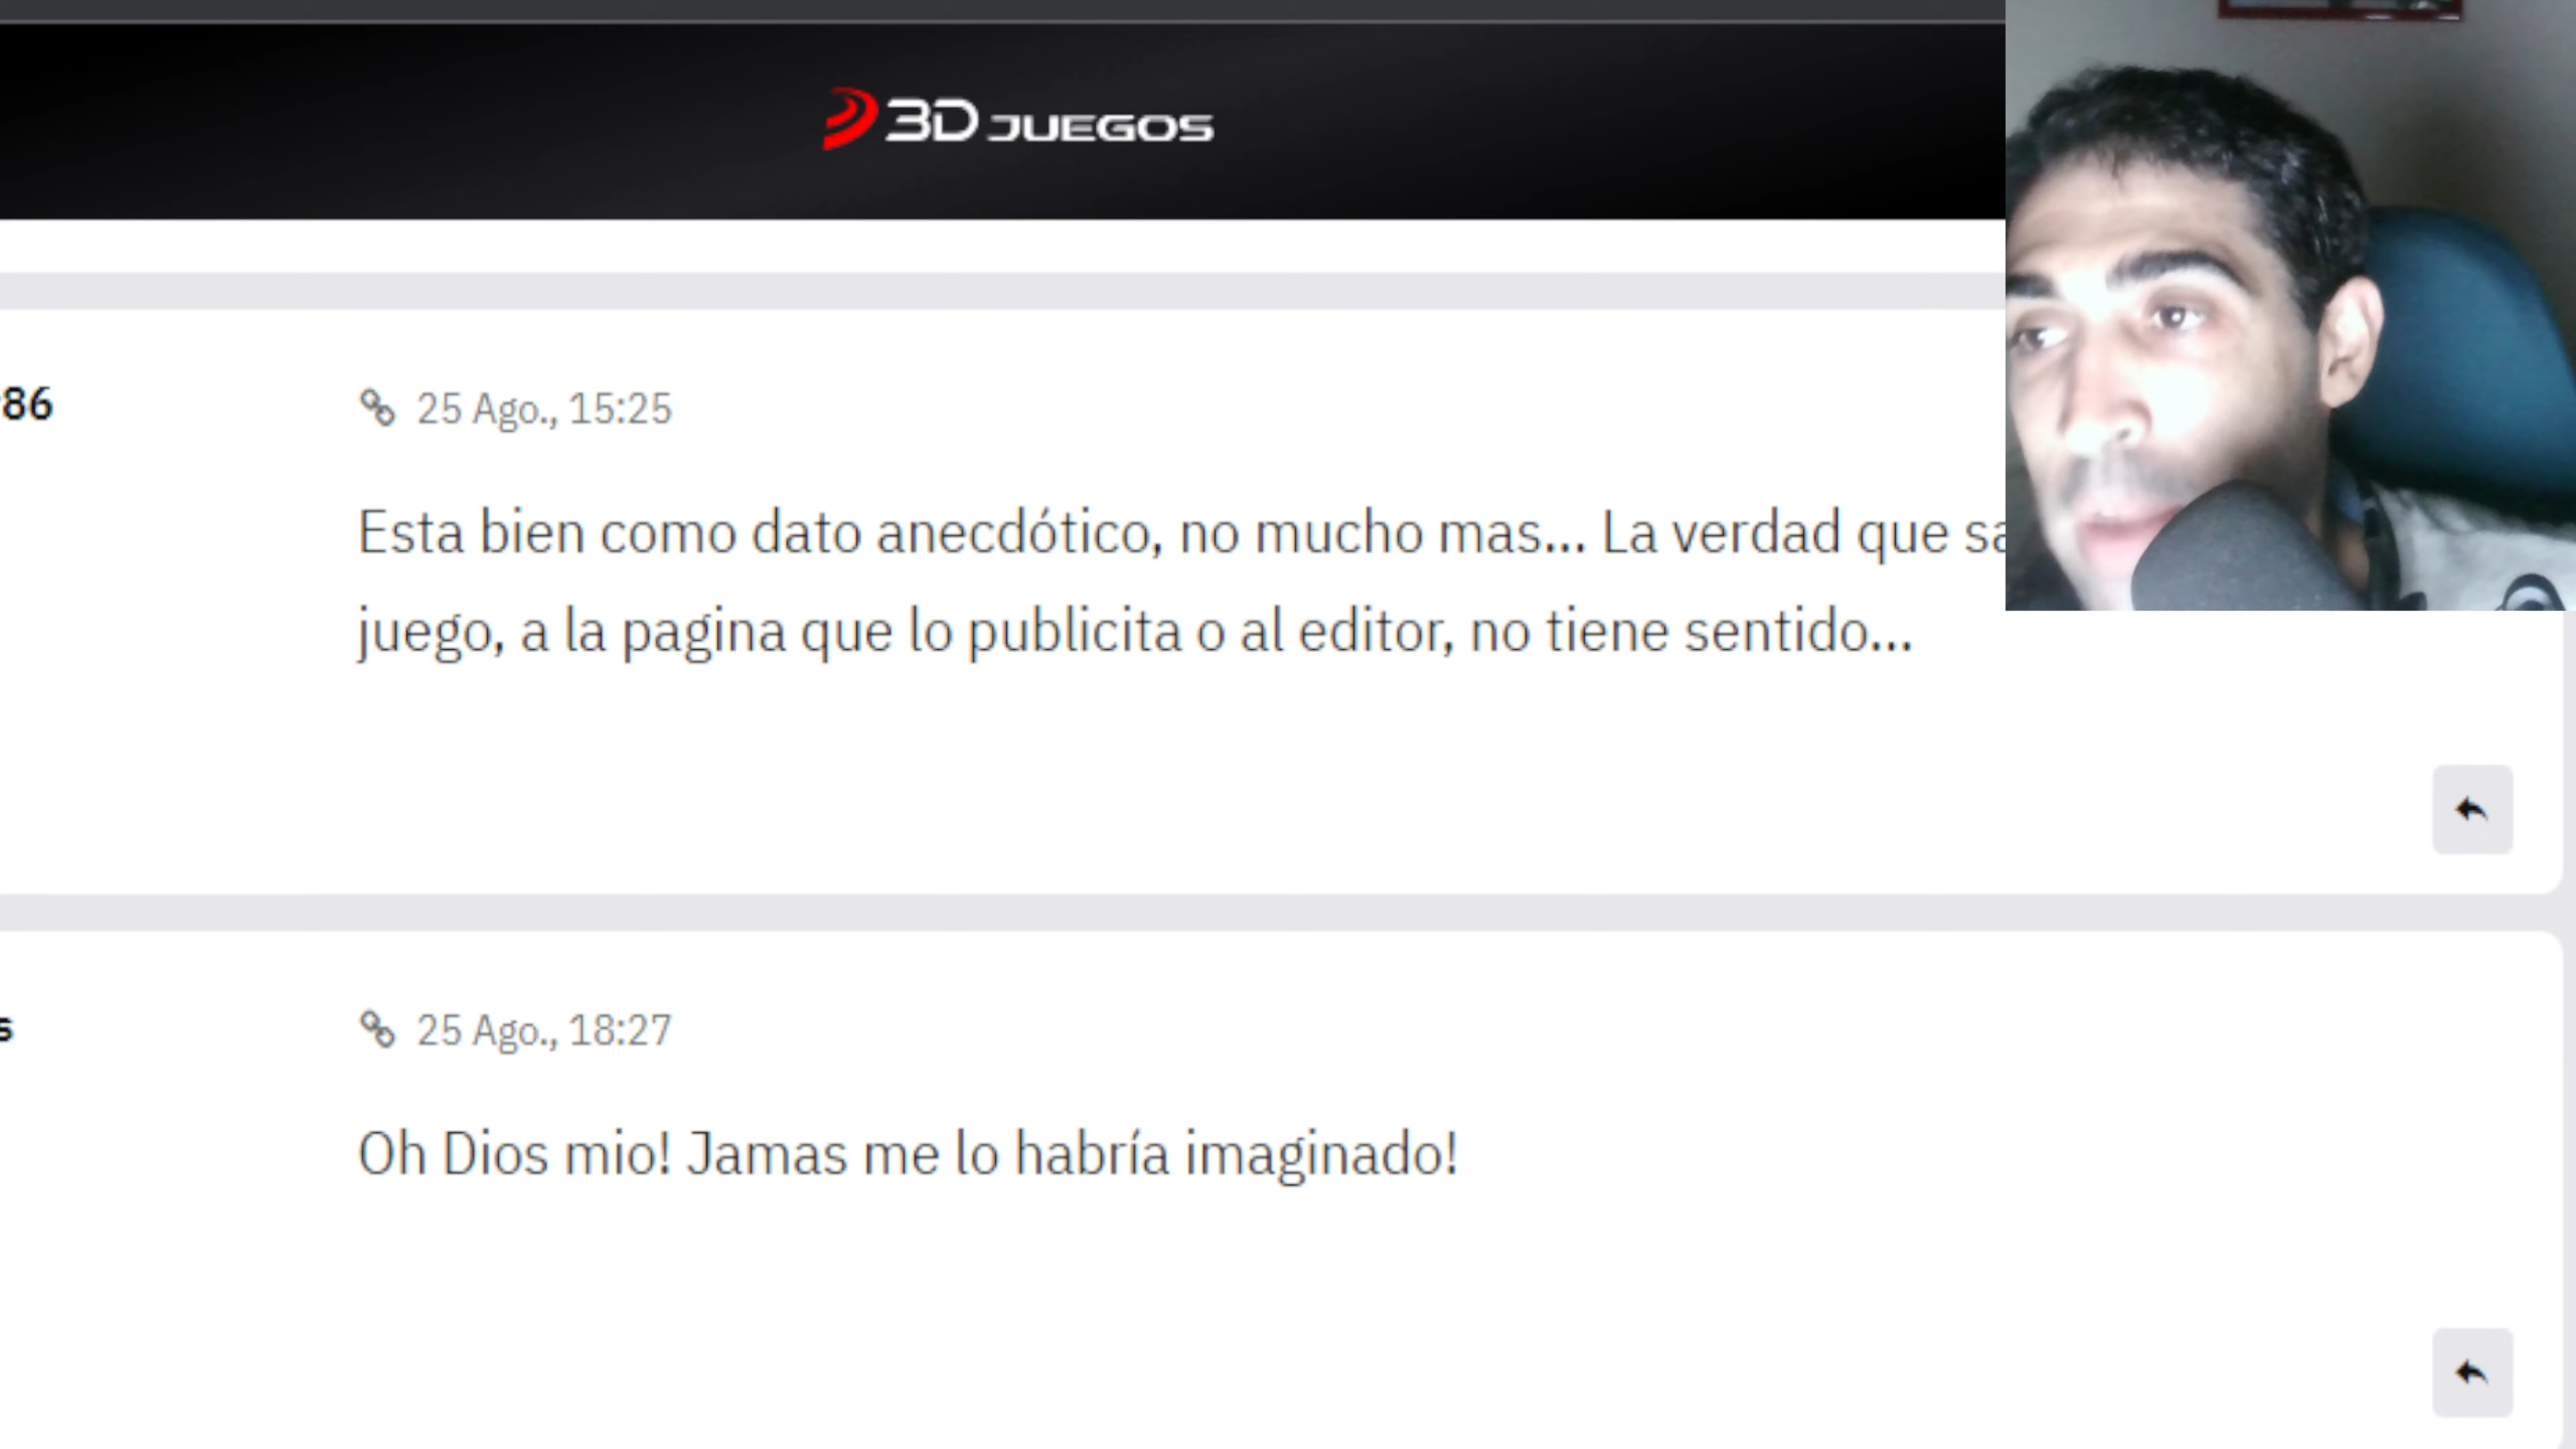 3D JUEGOS
86
25 Ago., 15:25
Esta bien como dato anecdótico, no mucho mas... La verdad que
juego, a la pagina que lo publicita o al editor, no tiene sentido...
s
25 Ago., 18:27
Oh Dios mio! Jamas me lo habría imaginado!